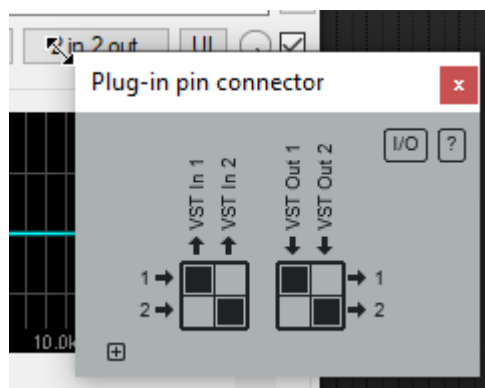 in 2 out UI
Plug-in pin connector x
I/O ?
VST In 1
VST In 2
VST Out 1
VST Out 2
1 1
2 2
10.0k